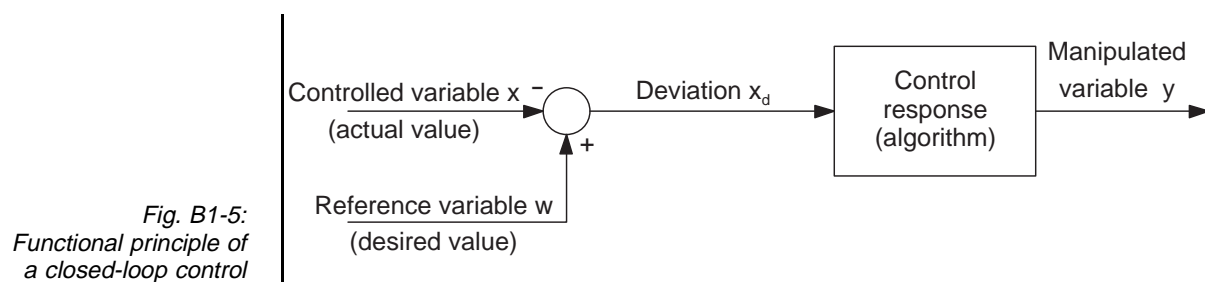 Controlled variable x
(actual value)
-
+
Reference variable w
(desired value)
Deviation xd
Control
response
(algorithm)
Manipulated
variable y
Fig. B1-5:
Functional principle of
a closed-loop control